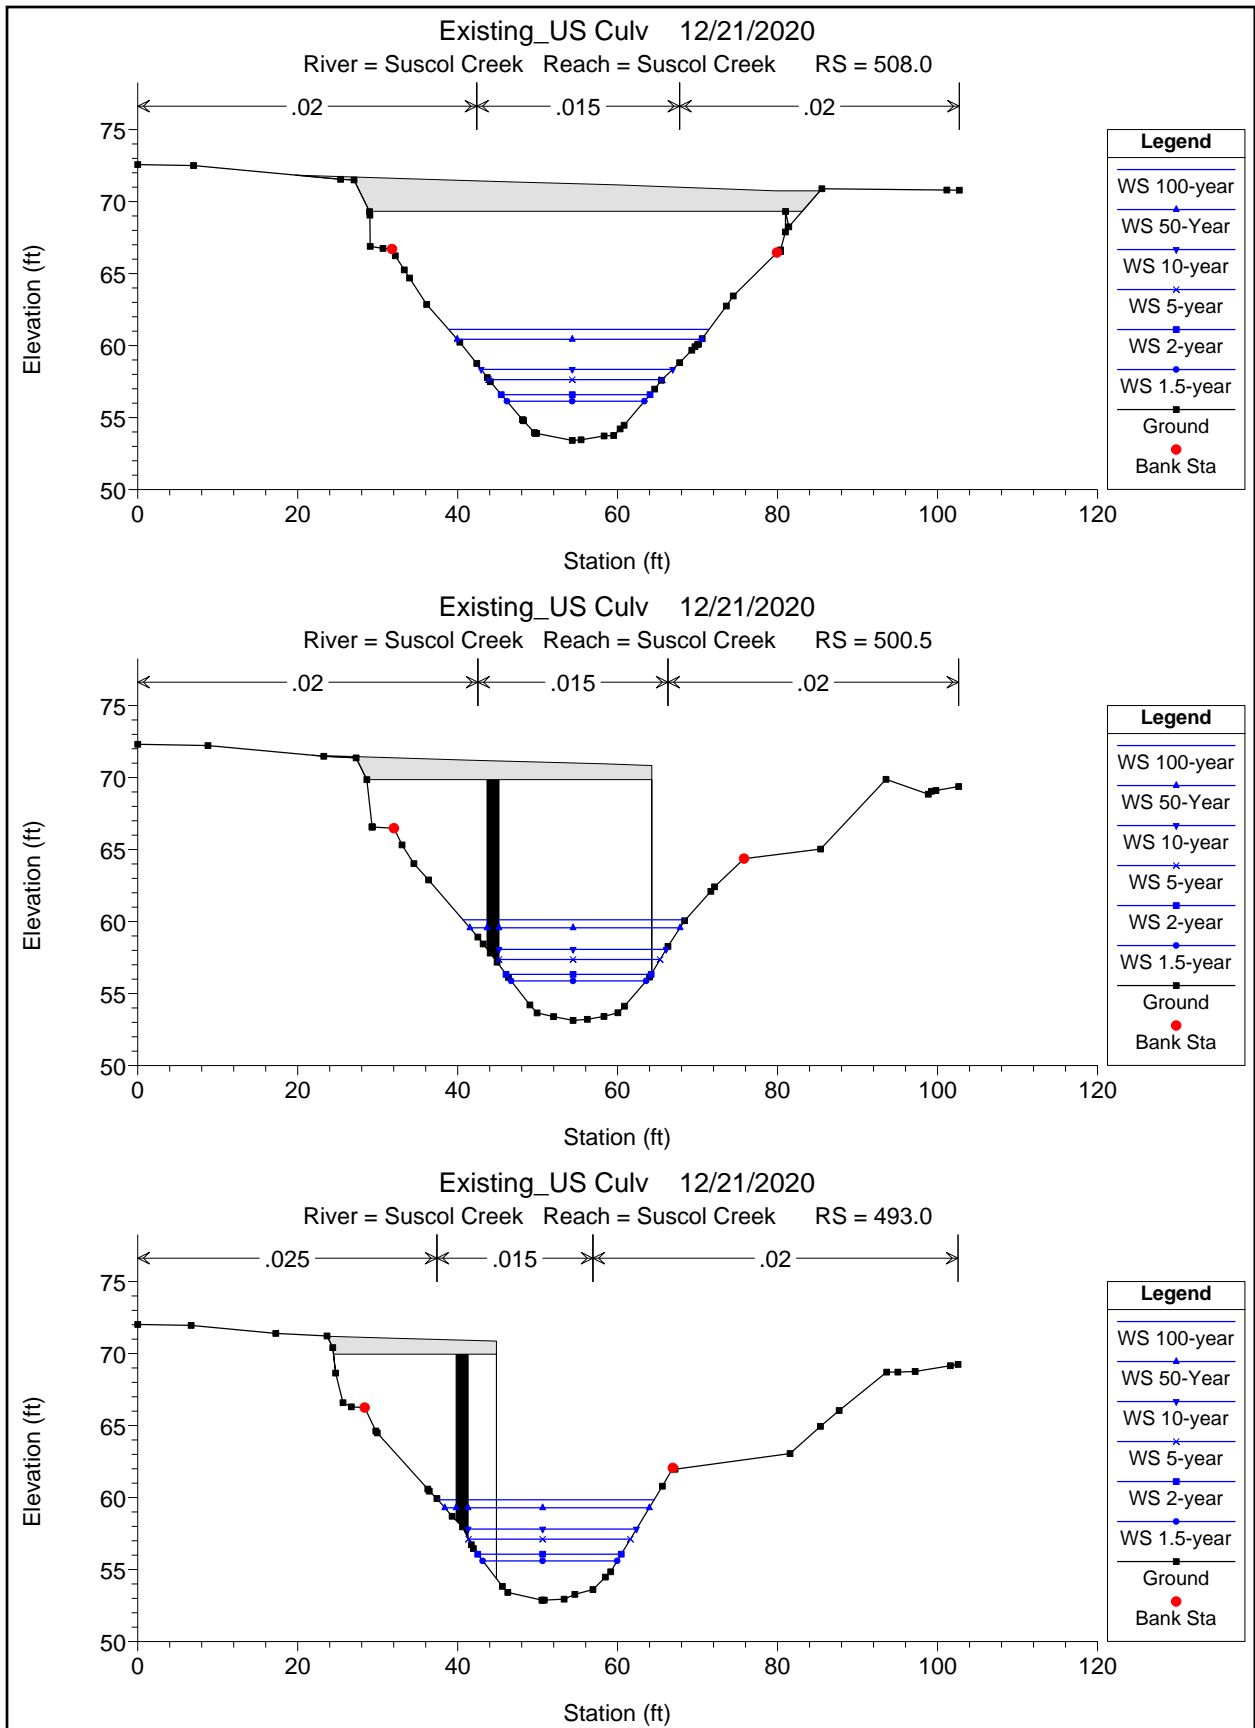 Existing_US Culv 12/21/2020
River = Suscol Creek Reach = Suscol Creek RS = 508.0
.02 .015 .02
75
70
65
60
55
50
Elevation (ft)
0 20 40 60 80 100 120
Station (ft)
Legend
WS 100-year
WS 50-Year
WS 10-year
WS 5-year
WS 2-year
WS 1.5-year
Ground
Bank Sta
Existing_US Culv 12/21/2020
River = Suscol Creek Reach = Suscol Creek RS = 500.5
.02 .015 .02
75
70
65
60
55
50
Elevation (ft)
0 20 40 60 80 100 120
Station (ft)
Legend
WS 100-year
WS 50-Year
WS 10-year
WS 5-year
WS 2-year
WS 1.5-year
Ground
Bank Sta
Existing_US Culv 12/21/2020
River = Suscol Creek Reach = Suscol Creek RS = 493.0
.025 .015 .02
75
70
65
60
55
50
Elevation (ft)
0 20 40 60 80 100 120
Station (ft)
Legend
WS 100-year
WS 50-Year
WS 10-year
WS 5-year
WS 2-year
WS 1.5-year
Ground
Bank Sta